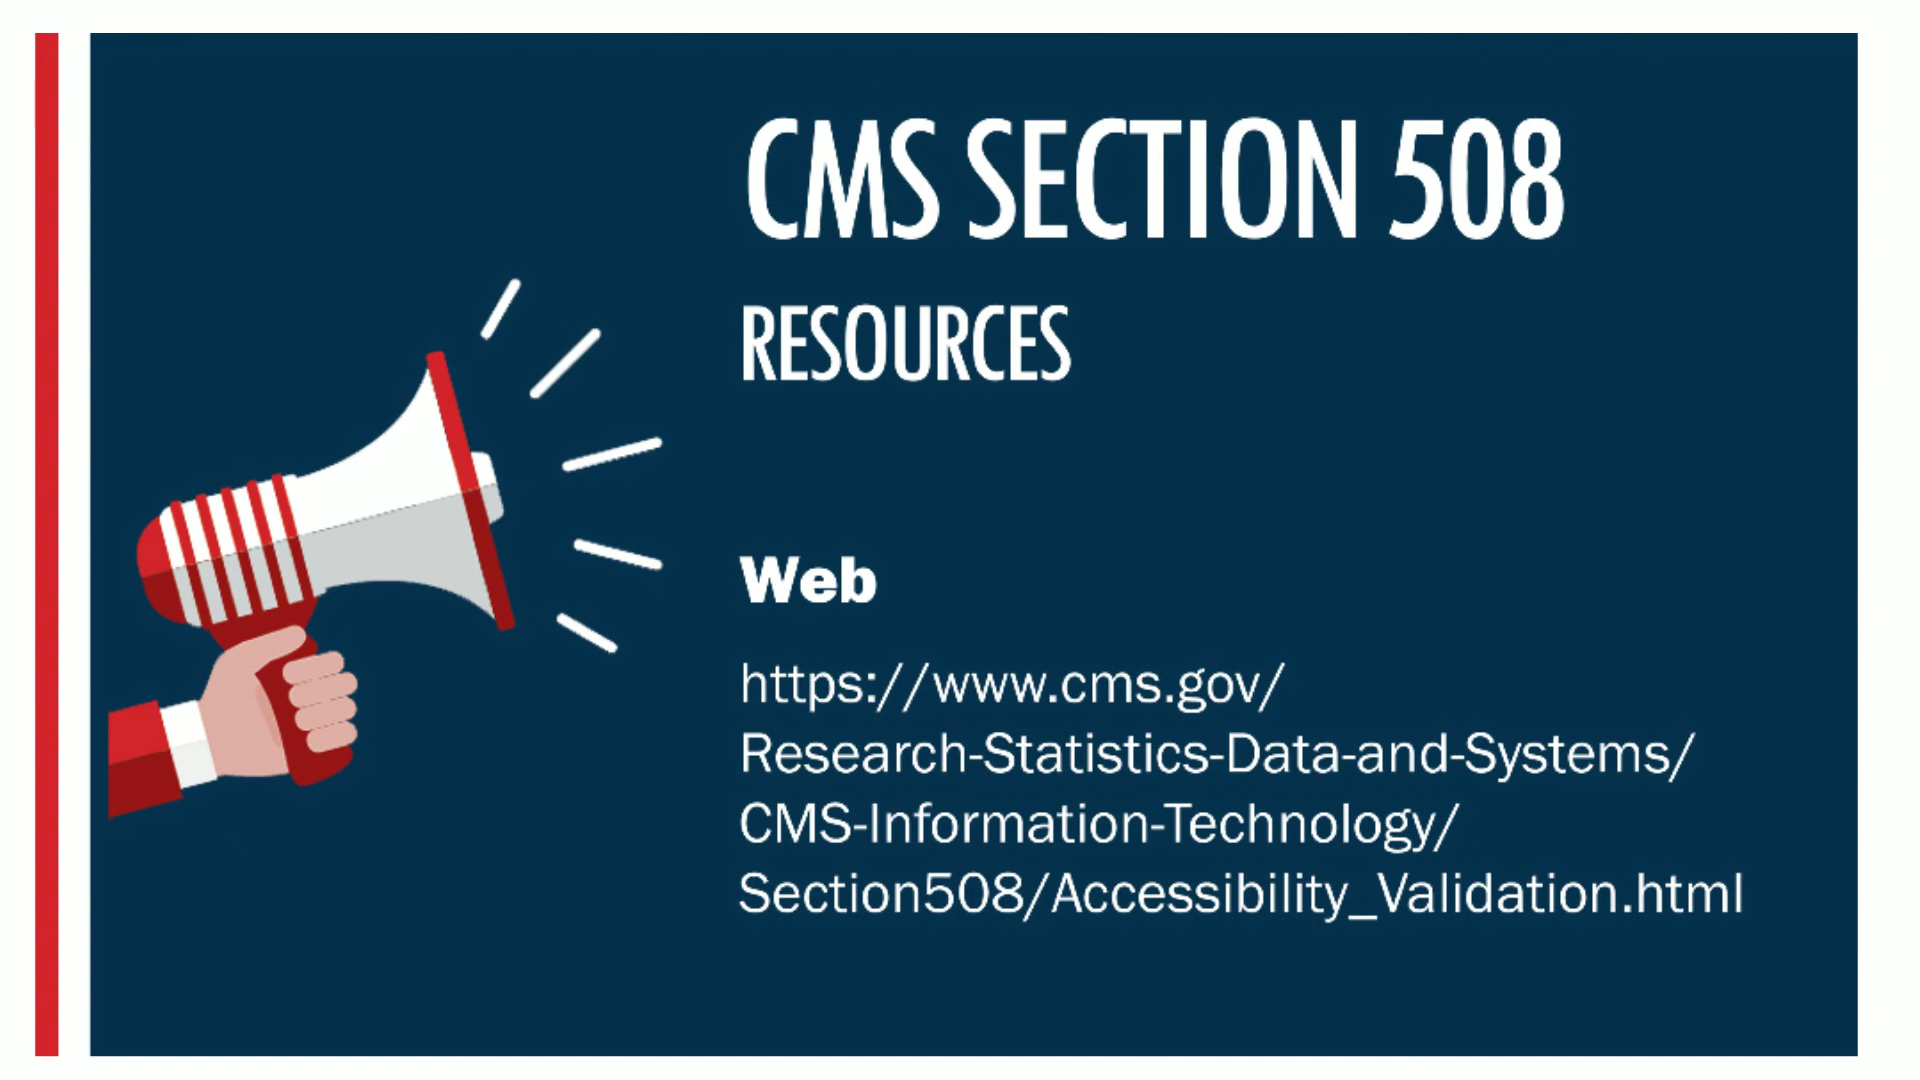 CMS SECTION 508
RESOURCES
Web
https://www.cms.gov/
Research-Statistics-Data-and-Systems/
CMS-Information-Technology/
Section508/Accessibility_Validation.html